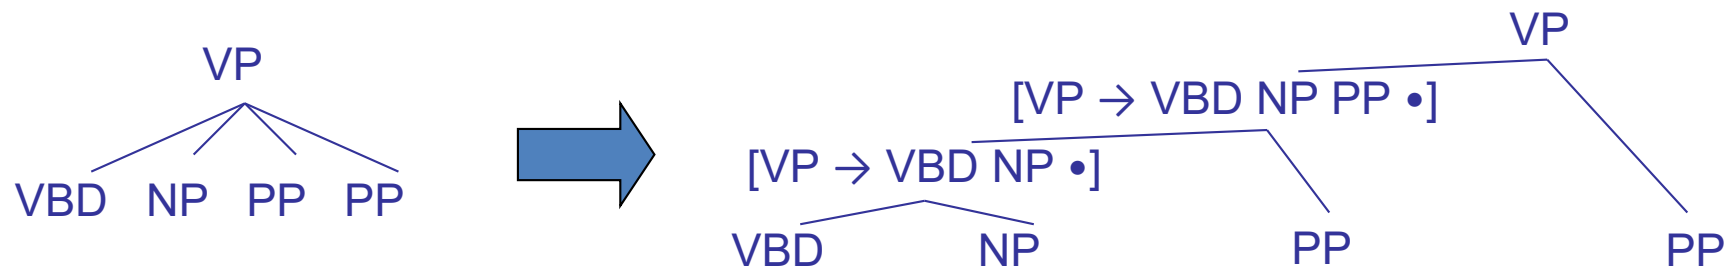 VP
VBD NP PP PP
VP
[VP → VBD NP PP •]
[VP → VBD NP •]
VBD NP PP PP